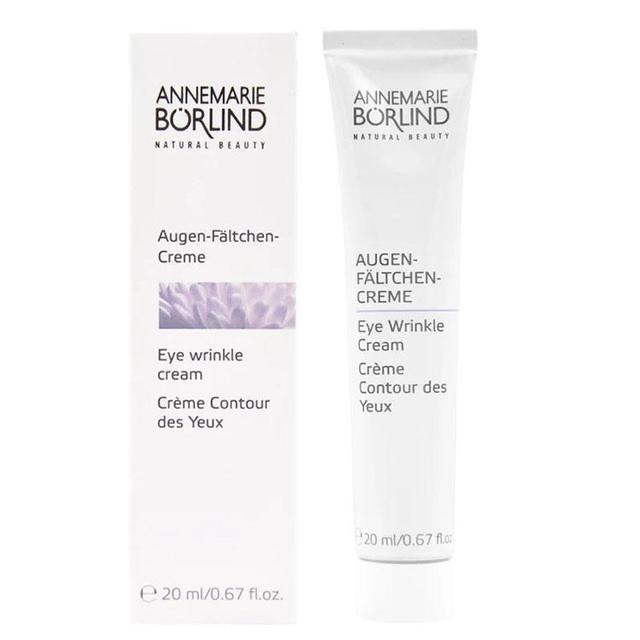 ANNEMARIE
BÖRLIND
NATURAL BEAUTY
Augen-Fältchen-
Creme
Eye wrinkle
cream
Crème Contour
des Yeux
℮ 20 ml/0.67 fl.oz.
ANNEMARIE
BÖRLIND
NATURAL BEAUTY
AUGEN-
FÄLTCHEN-
CREME
Eye Wrinkle
Cream
Crème
Contour des
Yeux
℮ 20 ml/0.67 fl.oz